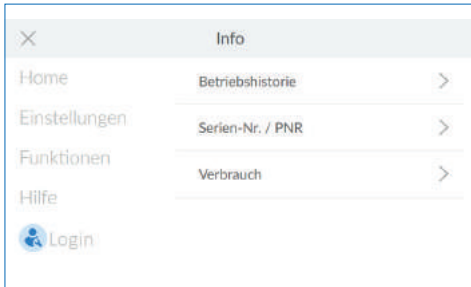 Info
Home
Einstellungen
Funktionen
Hilfe
Login
Betriebshistorie
Serien-Nr. / PNR
Verbrauch